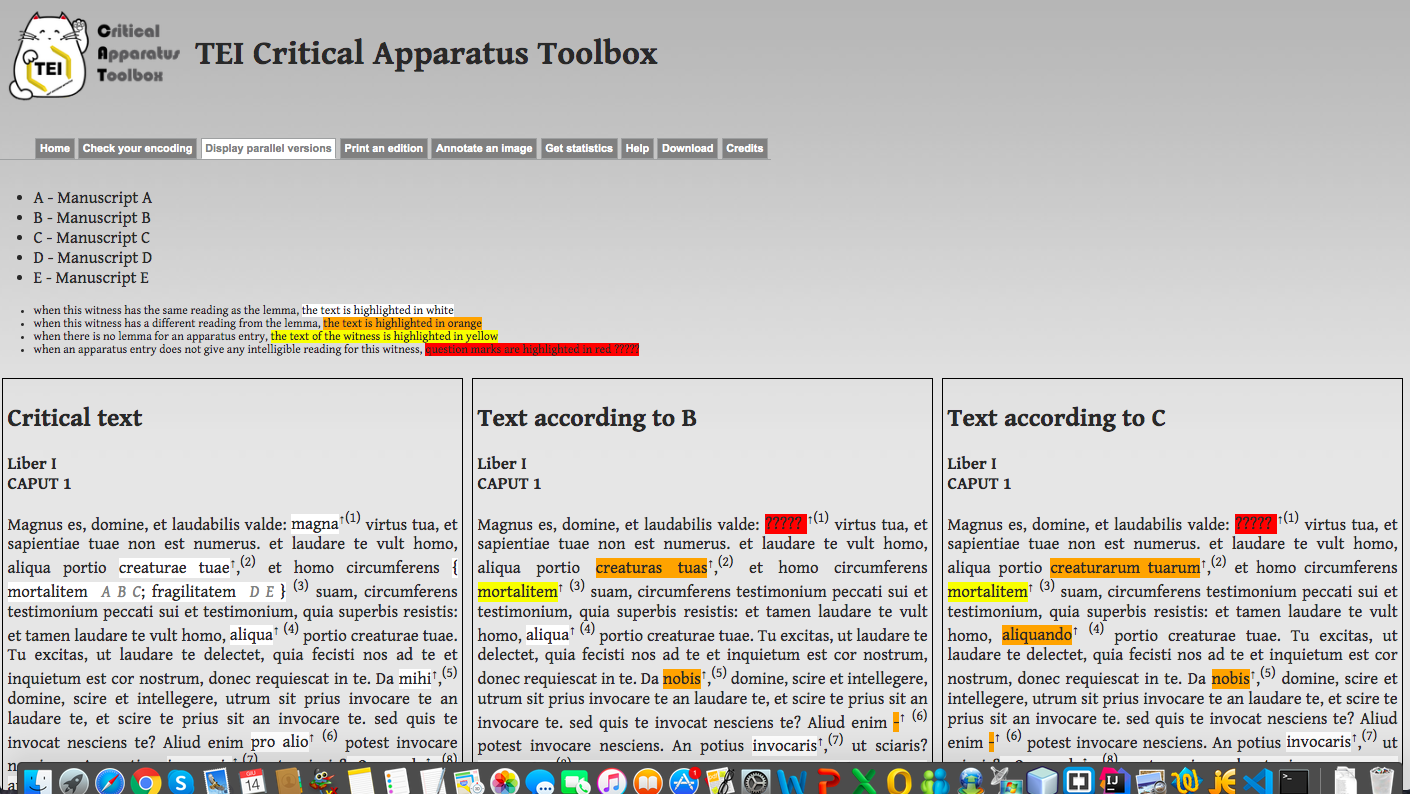 Critical
Apparatus
Toolbox
TEI
TEI Critical Apparatus Toolbox
Home Check your encoding Display parallel versions Print an edition Annotate an image Get statistics Help Download Credits
A - Manuscript A
B - Manuscript B
C - Manuscript C
D - Manuscript D
E - Manuscript E
when this witness has the same reading as the lemma, the text is highlighted in white
when this witness has a different reading from the lemma, the text is highlighted in orange
when there is no lemma for an apparatus entry, the text of the witness is highlighted in yellow
when an apparatus entry does not give any intelligible reading for this witness, question marks are highlighted in red ?????
Critical text
Liber I
CAPUT 1
Magnus es, domine, et laudabilis valde: magna↑(1) virtus tua, et
sapientiae tuae non est numerus. et laudare te vult homo,
aliqua portio creaturae tuae↑,(2) et homo circumferens {
mortalitem A B C; fragilitatem D E } (3) suam, circumferens
testimonium peccati sui et testimonium, quia superbis resistis:
et tamen laudare te vult homo, aliqua↑ (4) portio creaturae tuae.
Tu excitas, ut laudare te delectet, quia fecisti nos ad te et
inquietum est cor nostrum, donec requiescat in te. Da mihi↑,(5)
domine, scire et intellegere, utrum sit prius invocare te an
laudare te, et scire te prius sit an invocare te. sed quis te
invocat nesciens te? Aliud enim pro alio↑ (6) potest invocare
Text according to B
Liber I
CAPUT 1
Magnus es, domine, et laudabilis valde: ????? ↑(1) virtus tua, et
sapientiae tuae non est numerus. et laudare te vult homo,
aliqua portio creaturas tuas↑,(2) et homo circumferens
mortalitem↑ (3) suam, circumferens testimonium peccati sui et
testimonium, quia superbis resistis: et tamen laudare te vult
homo, aliqua↑ (4) portio creaturae tuae. Tu excitas, ut laudare te
delectet, quia fecisti nos ad te et inquietum est cor nostrum,
donec requiescat in te. Da nobis↑,(5) domine, scire et intellegere,
utrum sit prius invocare te an laudare te, et scire te prius sit an
invocare te. sed quis te invocat nesciens te? Aliud enim -↑ (6)
potest invocare nesciens. An potius invocaris↑,(7) ut sciaris?
Text according to C
Liber I
CAPUT 1
Magnus es, domine, et laudabilis valde: ????? ↑(1) virtus tua, et
sapientiae tuae non est numerus. et laudare te vult homo,
aliqua portio creaturarum tuarum↑,(2) et homo circumferens
mortalitem↑ (3) suam, circumferens testimonium peccati sui et
testimonium, quia superbis resistis: et tamen laudare te vult
homo, aliquando↑ (4) portio creaturae tuae. Tu excitas, ut
laudare te delectet, quia fecisti nos ad te et inquietum est cor
nostrum, donec requiescat in te. Da nobis↑,(5) domine, scire et
intellegere, utrum sit prius invocare te an laudare te, et scire te
prius sit an invocare te. sed quis te invocat nesciens te? Aliud
enim -↑ (6) potest invocare nesciens. An potius invocaris↑,(7) ut
GIU
14
1